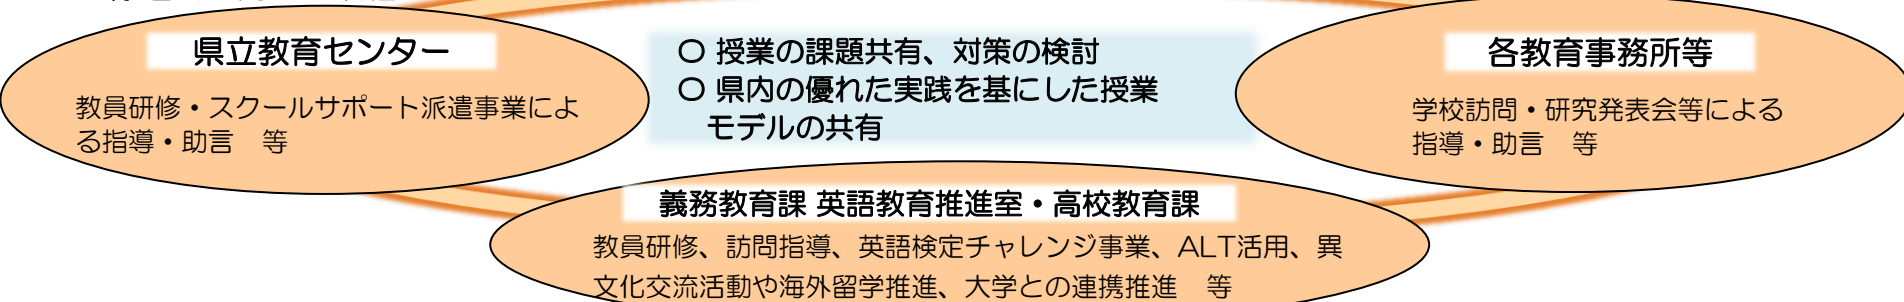 県立教育センター
教員研修・スクールサポート派遣事業によ
る指導・助言　等
〇 授業の課題共有、対策の検討
〇 県内の優れた実践を基にした授業
モデルの共有
各教育事務所等
学校訪問・研究発表会等による
指導・助言　等
義務教育課 英語教育推進室・高校教育課
教員研修、訪問指導、英語検定チャレンジ事業、ALT活用、異
文化交流活動や海外留学推進、大学との連携推進　等